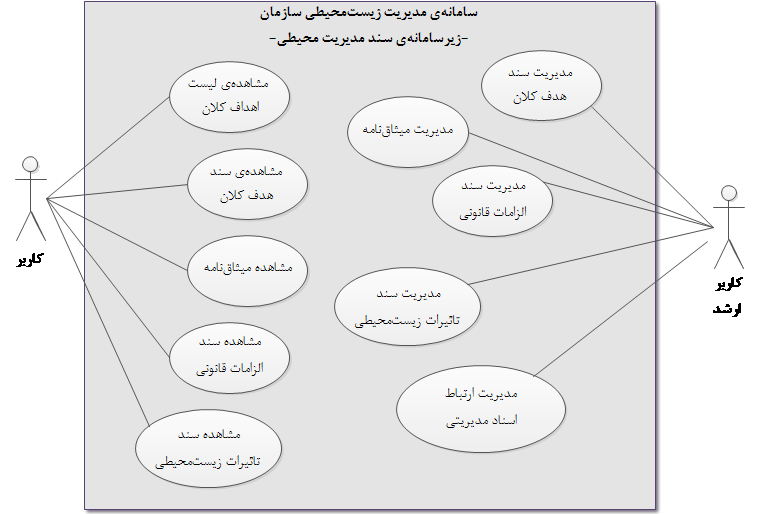 سامانه‌ی مدیریت زیست‌محیطی سازمان
-زیرسامانه‌ی سند مدیریت محیطی-
مدیریت سند
هدف کلان
مشاهده‌ی لیست
اهداف کلان
مدیریت میثاق‌نامه
مشاهده‌ی سند
هدف کلان
مدیریت سند
الزامات قانونی
کاربر
مشاهده میثاق‌نامه
کاربر
ارشد
مدیریت سند
تاثیرات زیست‌محیطی
مشاهده سند
الزامات قانونی
مدیریت ارتباط
اسناد مدیریتی
مشاهده سند
تاثیرات زیست‌محیطی